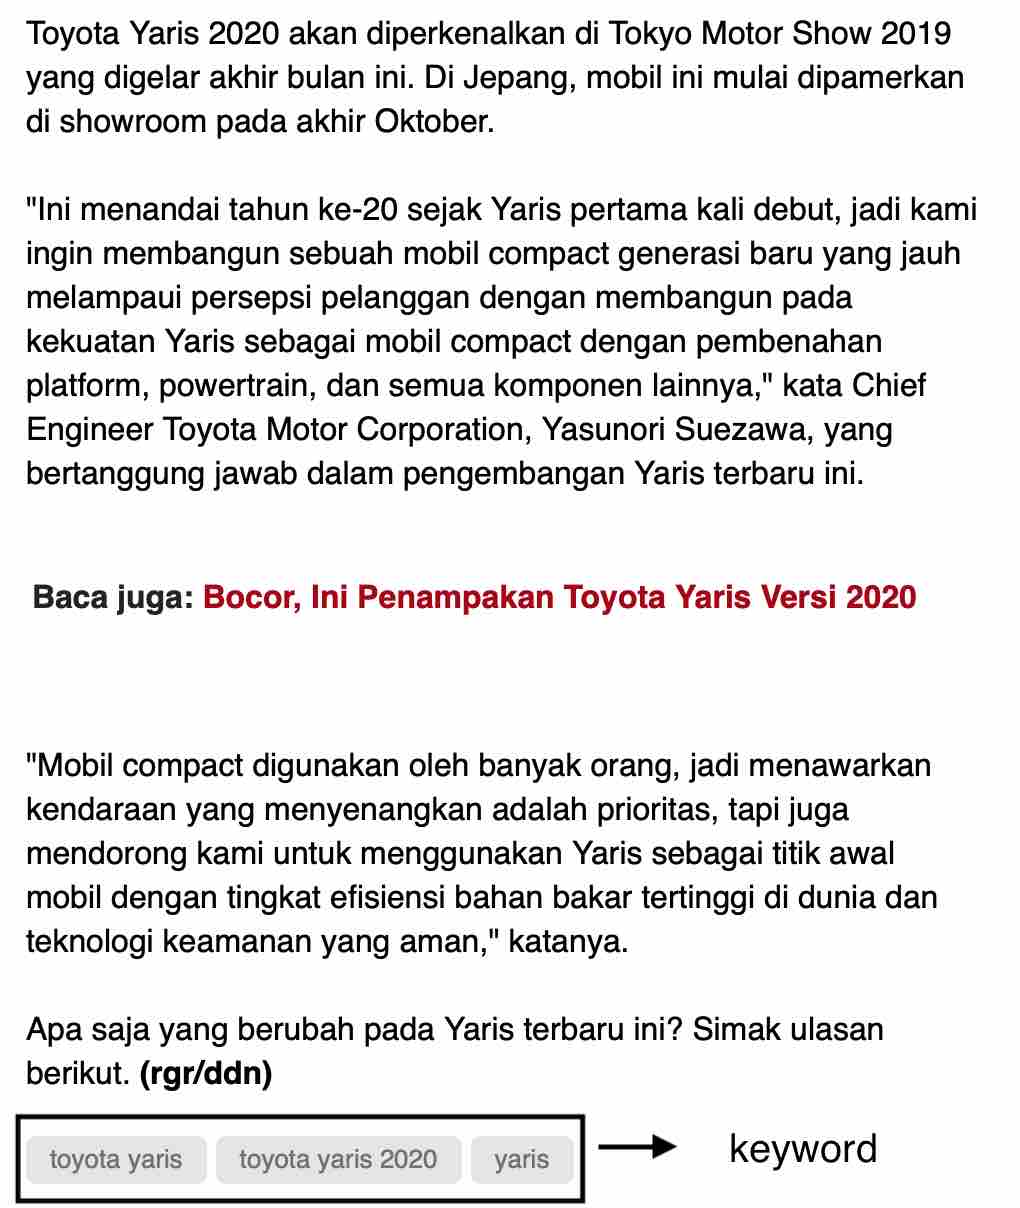 Toyota Yaris 2020 akan diperkenalkan di Tokyo Motor Show 2019
yang digelar akhir bulan ini. Di Jepang, mobil ini mulai dipamerkan
di showroom pada akhir Oktober.
"Ini menandai tahun ke-20 sejak Yaris pertama kali debut, jadi kami
ingin membangun sebuah mobil compact generasi baru yang jauh
melampaui persepsi pelanggan dengan membangun pada
kekuatan Yaris sebagai mobil compact dengan pembenahan
platform, powertrain, dan semua komponen lainnya," kata Chief
Engineer Toyota Motor Corporation, Yasunori Suezawa, yang
bertanggung jawab dalam pengembangan Yaris terbaru ini.
Baca juga: Bocor, Ini Penampakan Toyota Yaris Versi 2020
"Mobil compact digunakan oleh banyak orang, jadi menawarkan
kendaraan yang menyenangkan adalah prioritas, tapi juga
mendorong kami untuk menggunakan Yaris sebagai titik awal
mobil dengan tingkat efisiensi bahan bakar tertinggi di dunia dan
teknologi keamanan yang aman," katanya.
Apa saja yang berubah pada Yaris terbaru ini? Simak ulasan
berikut. (rgr/ddn)
toyota yaris toyota yaris 2020 yaris keyword